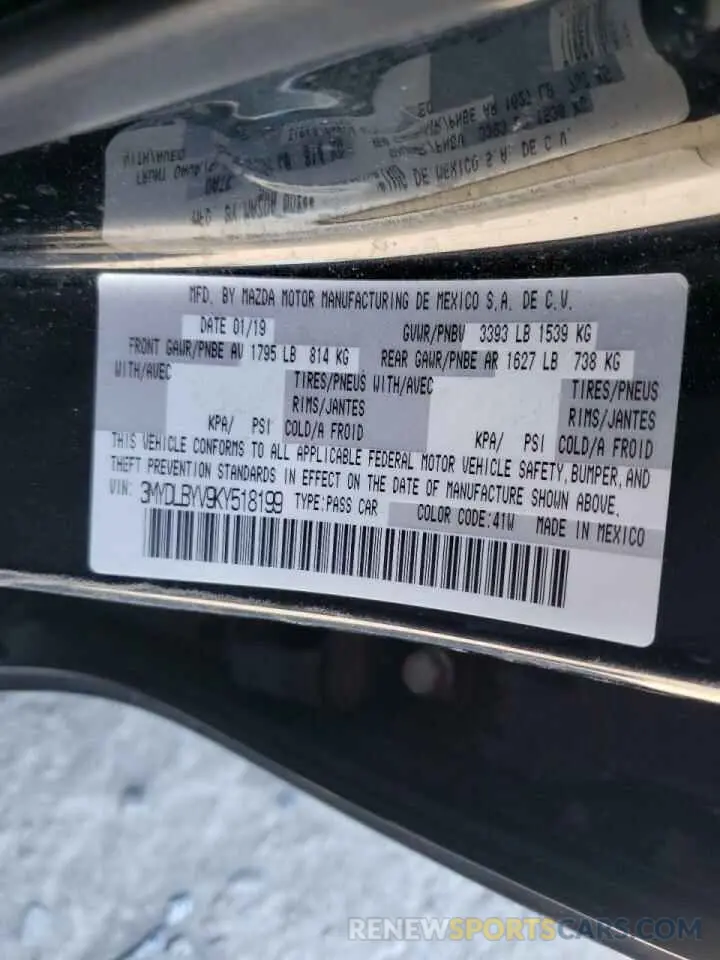 MFD. BY MAZDA MOTOR MANUFACTURING DE MEXICO S.A. DE C.V.
DATE 01/19 GVWR/PNBV 3393 LB 1539 KG
FRONT GAWR/PNBE AV 1795 LB 814 KG REAR GAWR/PNBE AR 1627 LB 738 KG
WITH/AVEC TIRES/PNEUS WITH/AVEC TIRES/PNEUS
RIMS/JANTES RIMS/JANTES
KPA/ PSI COLD/A FROID KPA/ PSI COLD/A FROID
THIS VEHICLE CONFORMS TO ALL APPLICABLE FEDERAL MOTOR VEHICLE SAFETY, BUMPER, AND
THEFT PREVENTION STANDARDS IN EFFECT ON THE DATE OF MANUFACTURE SHOWN ABOVE.
VIN: 3MYDLBYV9KY518199 TYPE:PASS CAR COLOR CODE:41W MADE IN MEXICO
RENEWSPORTSCARS.COM